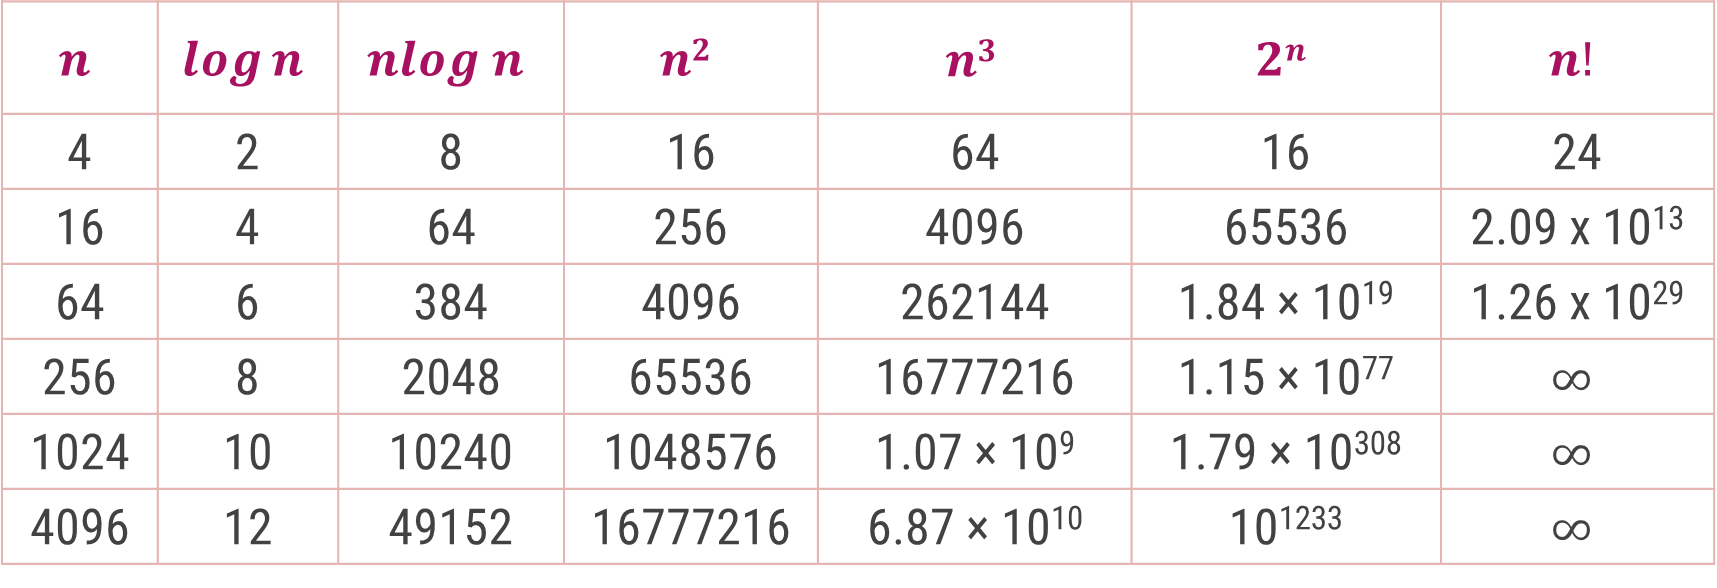 n log n nlog n n² n³ 2ⁿ n!
4 2 8 16 64 16 24
16 4 64 256 4096 65536 2.09 x 10¹³
64 6 384 4096 262144 1.84 × 10¹⁹ 1.26 x 10²⁹
256 8 2048 65536 16777216 1.15 × 10⁷⁷ ∞
1024 10 10240 1048576 1.07 × 10⁹ 1.79 × 10³⁰⁸ ∞
4096 12 49152 16777216 6.87 × 10¹⁰ 10¹²³³ ∞